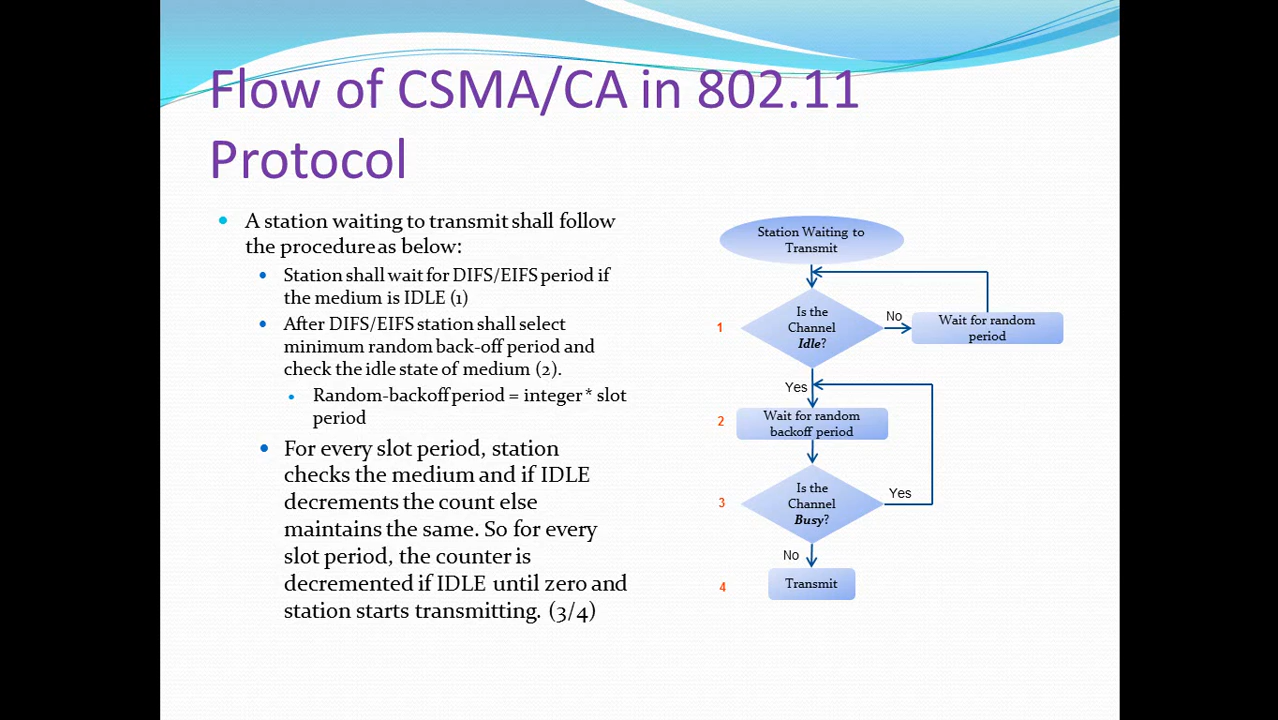 Flow of CSMA/CA in 802.11
Protocol
• A station waiting to transmit shall follow
the procedure as below:
• Station shall wait for DIFS/EIFS period if
the medium is IDLE (1)
• After DIFS/EIFS station shall select
minimum random back-off period and
check the idle state of medium (2).
• Random-backoff period = integer * slot
period
• For every slot period, station
checks the medium and if IDLE
decrements the count else
maintains the same. So for every
slot period, the counter is
decremented if IDLE until zero and
station starts transmitting. (3/4)
Station Waiting to
Transmit
1
Is the
Channel
Idle?
No
Wait for random
period
Yes
2
Wait for random
backoff period
3
Is the
Channel
Busy?
Yes
No
4
Transmit